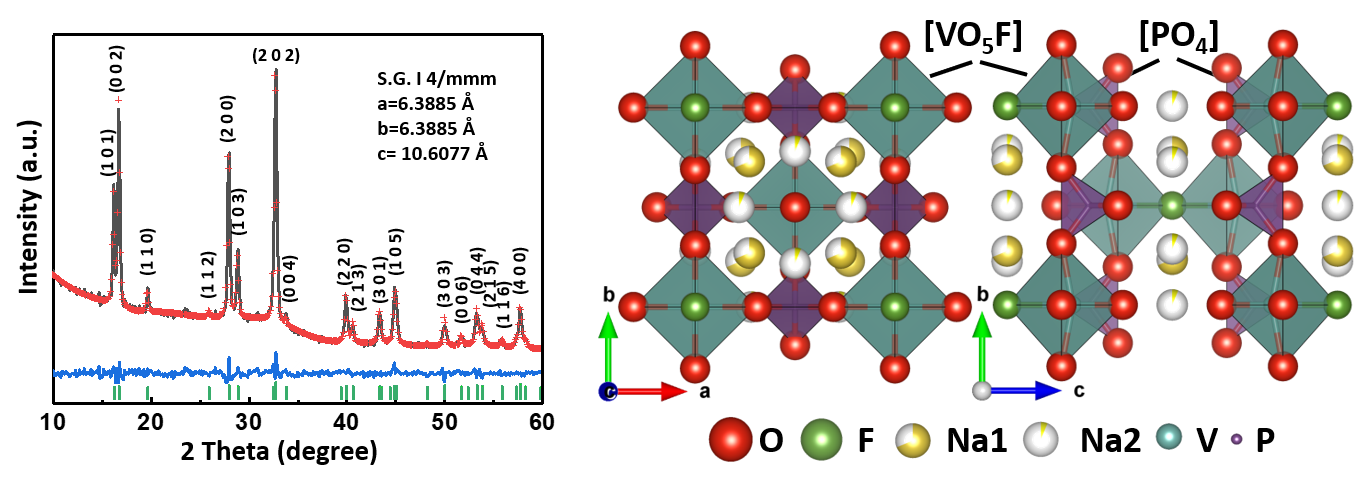 Intensity (a.u.)
(1 0 1)
(0 0 2)
(1 1 0)
(1 1 2)
(2 0 0)
(1 0 3)
(2 0 2)
(0 0 4)
(2 2 0)
(2 1 3)
(3 0 1)
(1 0 5)
(3 0 3)
(0 0 6)
(0 4 4)
(2 1 5)
(1 1 6)
(4 0 0)
S.G. I 4/mmm
a=6.3885 Å
b=6.3885 Å
c= 10.6077 Å
10 20 30 40 50 60
2 Theta (degree)
[VO5F] [PO4]
b
c a
b
c
O F Na1 Na2 V P